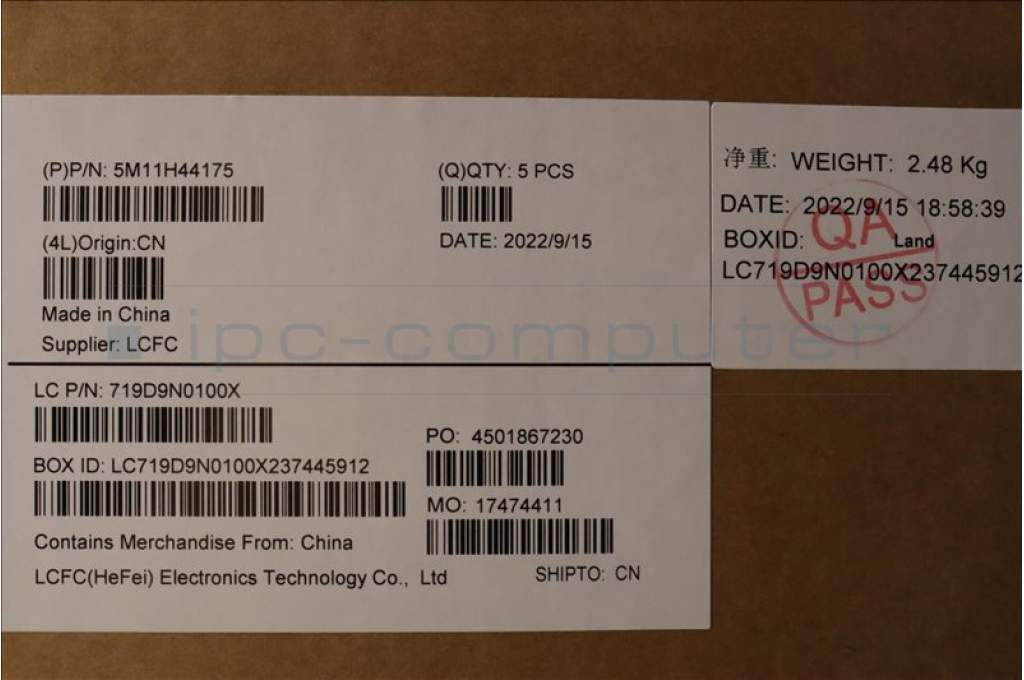 (P)P/N: 5M11H44175
(Q)QTY: 5 PCS
(4L)Origin:CN
DATE: 2022/9/15
Made in China
Supplier: LCFC
净重: WEIGHT: 2.48 Kg
DATE: 2022/9/15 18:58:39
BOXID: Land
LC719D9N0100X237445912
QA
PASS
ipc-computer
LC P/N: 719D9N0100X
PO: 4501867230
BOX ID: LC719D9N0100X237445912
MO: 17474411
Contains Merchandise From: China
LCFC(HeFei) Electronics Technology Co., Ltd
SHIPTO: CN